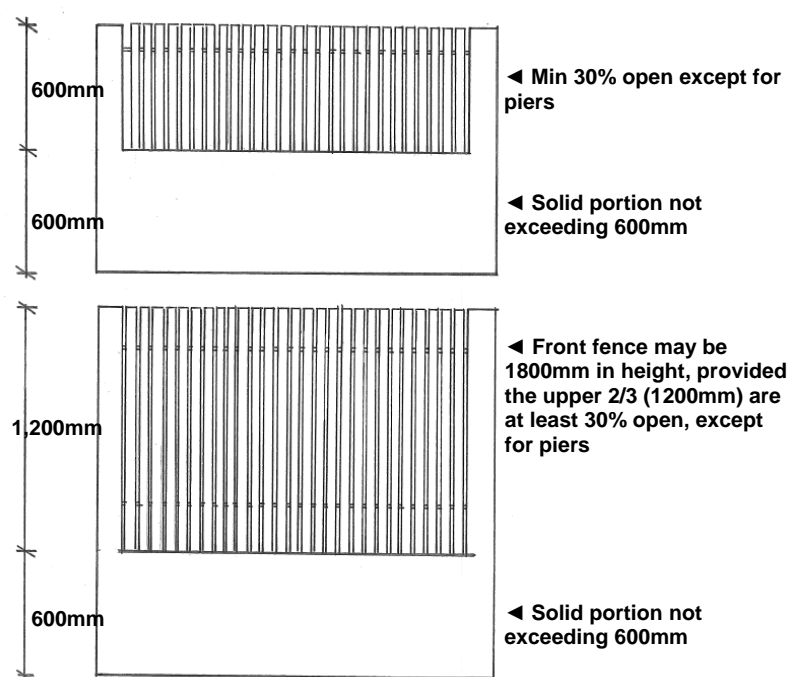 600mm
◄ Min 30% open except for
piers
600mm
◄ Solid portion not
exceeding 600mm
1,200mm
◄ Front fence may be
1800mm in height, provided
the upper 2/3 (1200mm) are
at least 30% open, except
for piers
600mm
◄ Solid portion not
exceeding 600mm